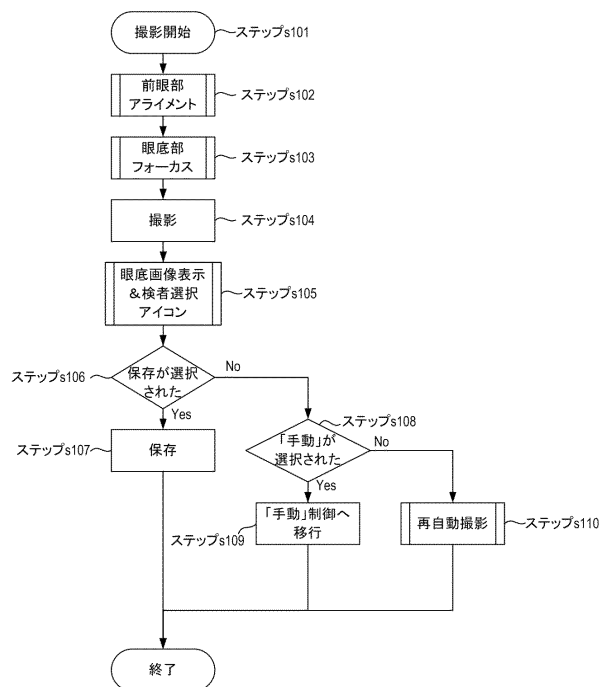 撮影開始
ステップs101
前眼部
アライメント
ステップs102
眼底部
フォーカス
ステップs103
撮影
ステップs104
眼底画像表示
&検者選択
アイコン
ステップs105
保存が選択
された
ステップs106
No
Yes
保存
ステップs107
「手動」が
選択された
ステップs108
No
Yes
「手動」制御へ
移行
ステップs109
再自動撮影
ステップs110
終了